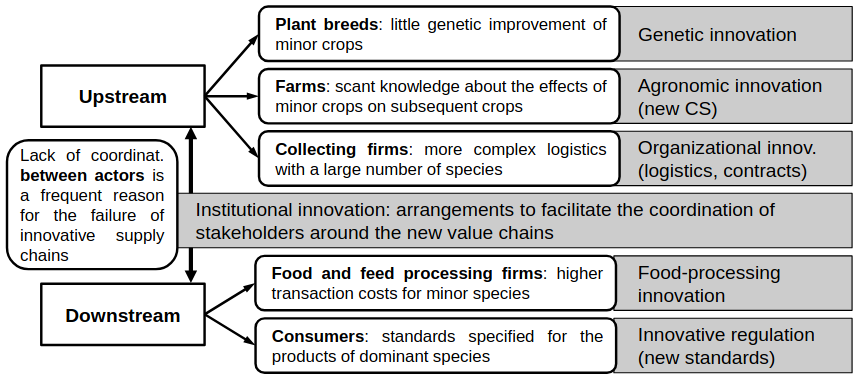 Plant breeds: little genetic improvement of
minor crops
Genetic innovation
Upstream
Farms: scant knowledge about the effects of
minor crops on subsequent crops
Agronomic innovation
(new CS)
Collecting firms: more complex logistics
with a large number of species
Organizational innov.
(logistics, contracts)
Lack of coordinat.
between actors is
a frequent reason
for the failure of
innovative supply
chains
Institutional innovation: arrangements to facilitate the coordination of
stakeholders around the new value chains
Downstream
Food and feed processing firms: higher
transaction costs for minor species
Food-processing
innovation
Consumers: standards specified for the
products of dominant species
Innovative regulation
(new standards)